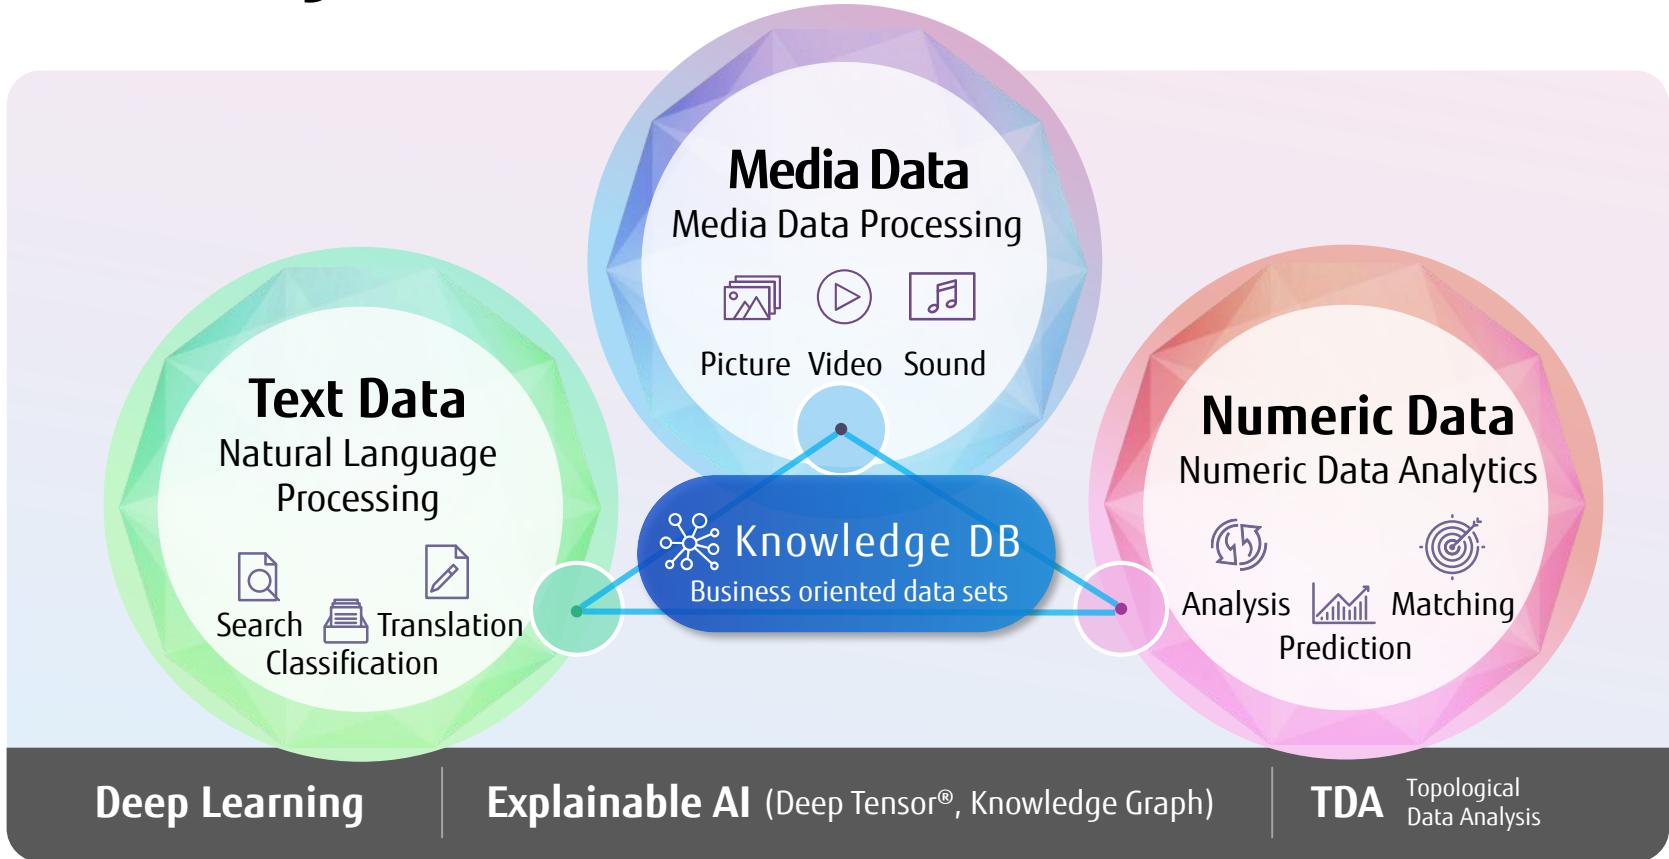 Media Data
Media Data Processing
Picture Video Sound
Text Data
Natural Language
Processing
Search Translation
Classification
Knowledge DB
Business oriented data sets
Numeric Data
Numeric Data Analytics
Analysis Matching
Prediction
Deep Learning
Explainable AI (Deep Tensor®, Knowledge Graph)
TDA Topological
Data Analysis